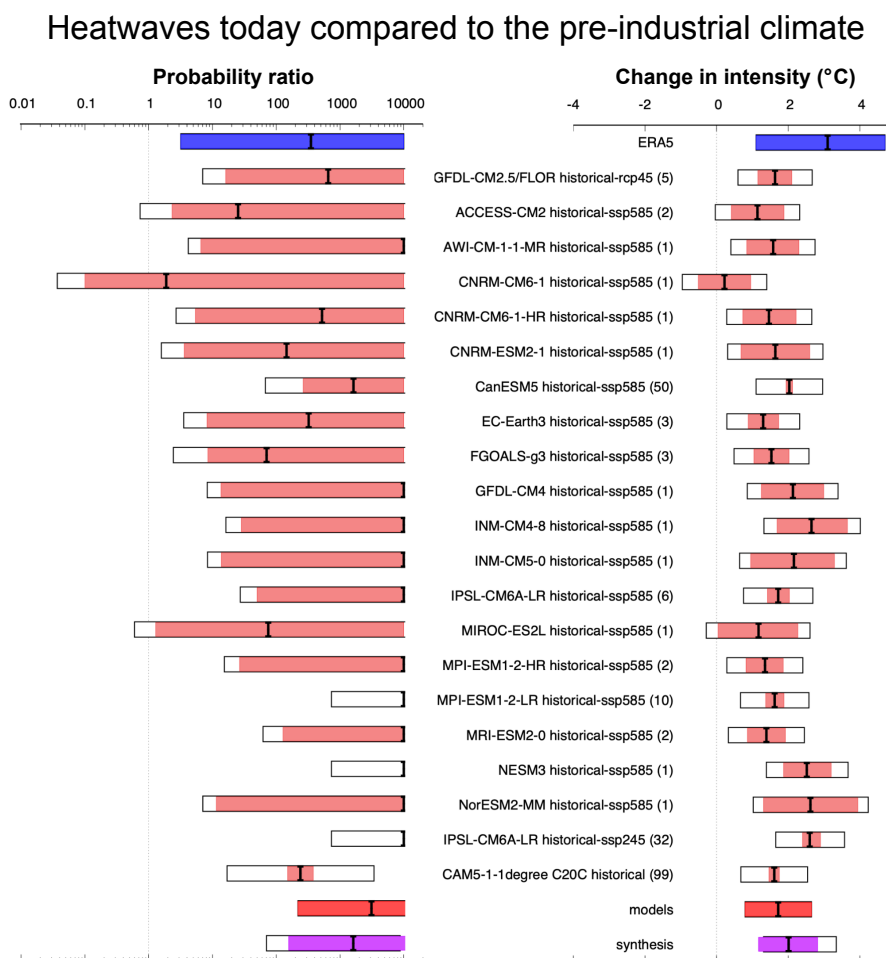 Heatwaves today compared to the pre-industrial climate
Probability ratio
Change in intensity (°C)
0.01 0.1 1 10 100 1000 10000
-4 -2 0 2 4
ERA5
GFDL-CM2.5/FLOR historical-rcp45 (5)
ACCESS-CM2 historical-ssp585 (2)
AWI-CM-1-1-MR historical-ssp585 (1)
CNRM-CM6-1 historical-ssp585 (1)
CNRM-CM6-1-HR historical-ssp585 (1)
CNRM-ESM2-1 historical-ssp585 (1)
CanESM5 historical-ssp585 (50)
EC-Earth3 historical-ssp585 (3)
FGOALS-g3 historical-ssp585 (3)
GFDL-CM4 historical-ssp585 (1)
INM-CM4-8 historical-ssp585 (1)
INM-CM5-0 historical-ssp585 (1)
IPSL-CM6A-LR historical-ssp585 (6)
MIROC-ES2L historical-ssp585 (1)
MPI-ESM1-2-HR historical-ssp585 (2)
MPI-ESM1-2-LR historical-ssp585 (10)
MRI-ESM2-0 historical-ssp585 (2)
NESM3 historical-ssp585 (1)
NorESM2-MM historical-ssp585 (1)
IPSL-CM6A-LR historical-ssp245 (32)
CAM5-1-1degree C20C historical (99)
models
synthesis